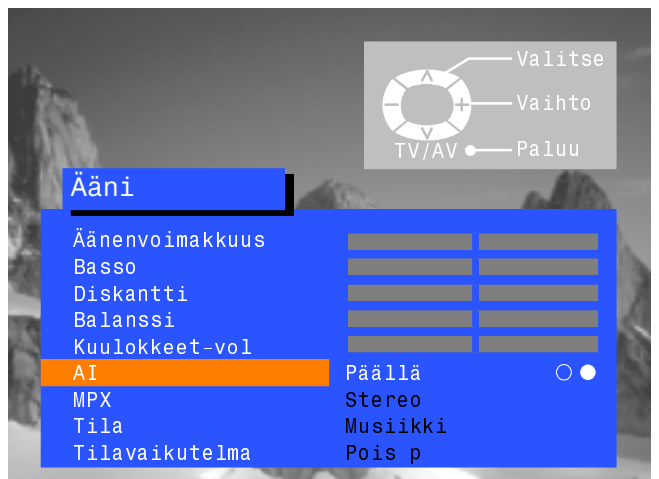 Valitse
Vaihto
TV/AV Paluu
Ääni
Äänenvoimakkuus
Basso
Diskantti
Balanssi
Kuulokkeet-vol
AI Päällä
MPX Stereo
Tila Musiikki
Tilavaikutelma Pois p